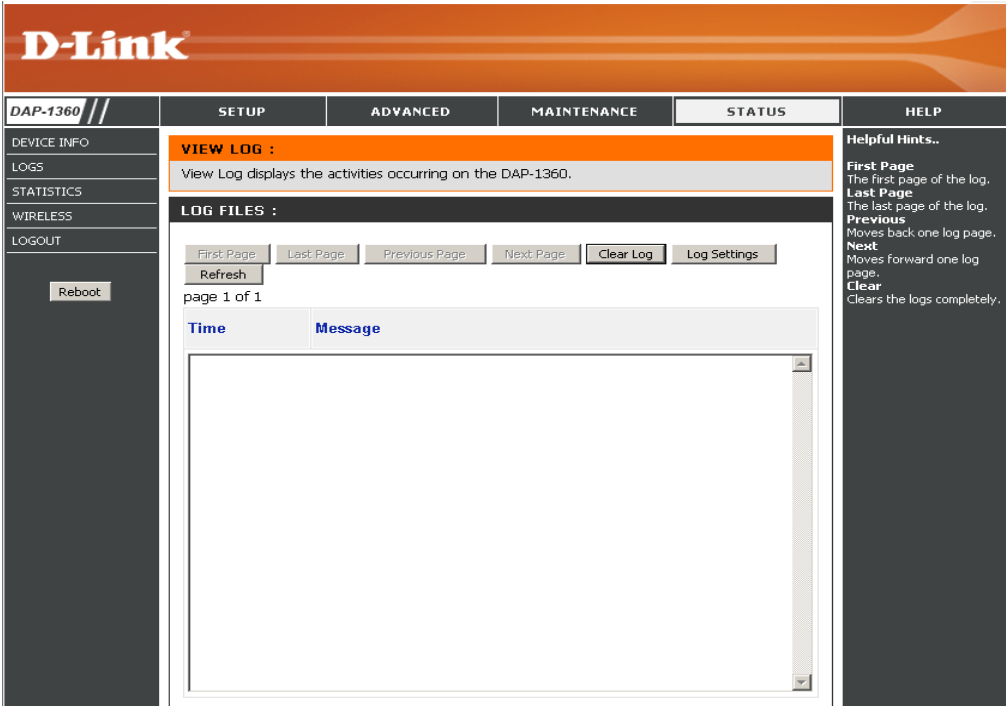 D-Link
DAP-1360
SETUP
ADVANCED
MAINTENANCE
STATUS
HELP
DEVICE INFO
LOGS
STATISTICS
WIRELESS
LOGOUT
Reboot
VIEW LOG :
View Log displays the activities occurring on the DAP-1360.
LOG FILES :
First Page
Last Page
Previous Page
Next Page
Clear Log
Log Settings
Refresh
page 1 of 1
Time
Message
Helpful Hints..
First Page
The first page of the log.
Last Page
The last page of the log.
Previous
Moves back one log page.
Next
Moves forward one log
page.
Clear
Clears the logs completely.